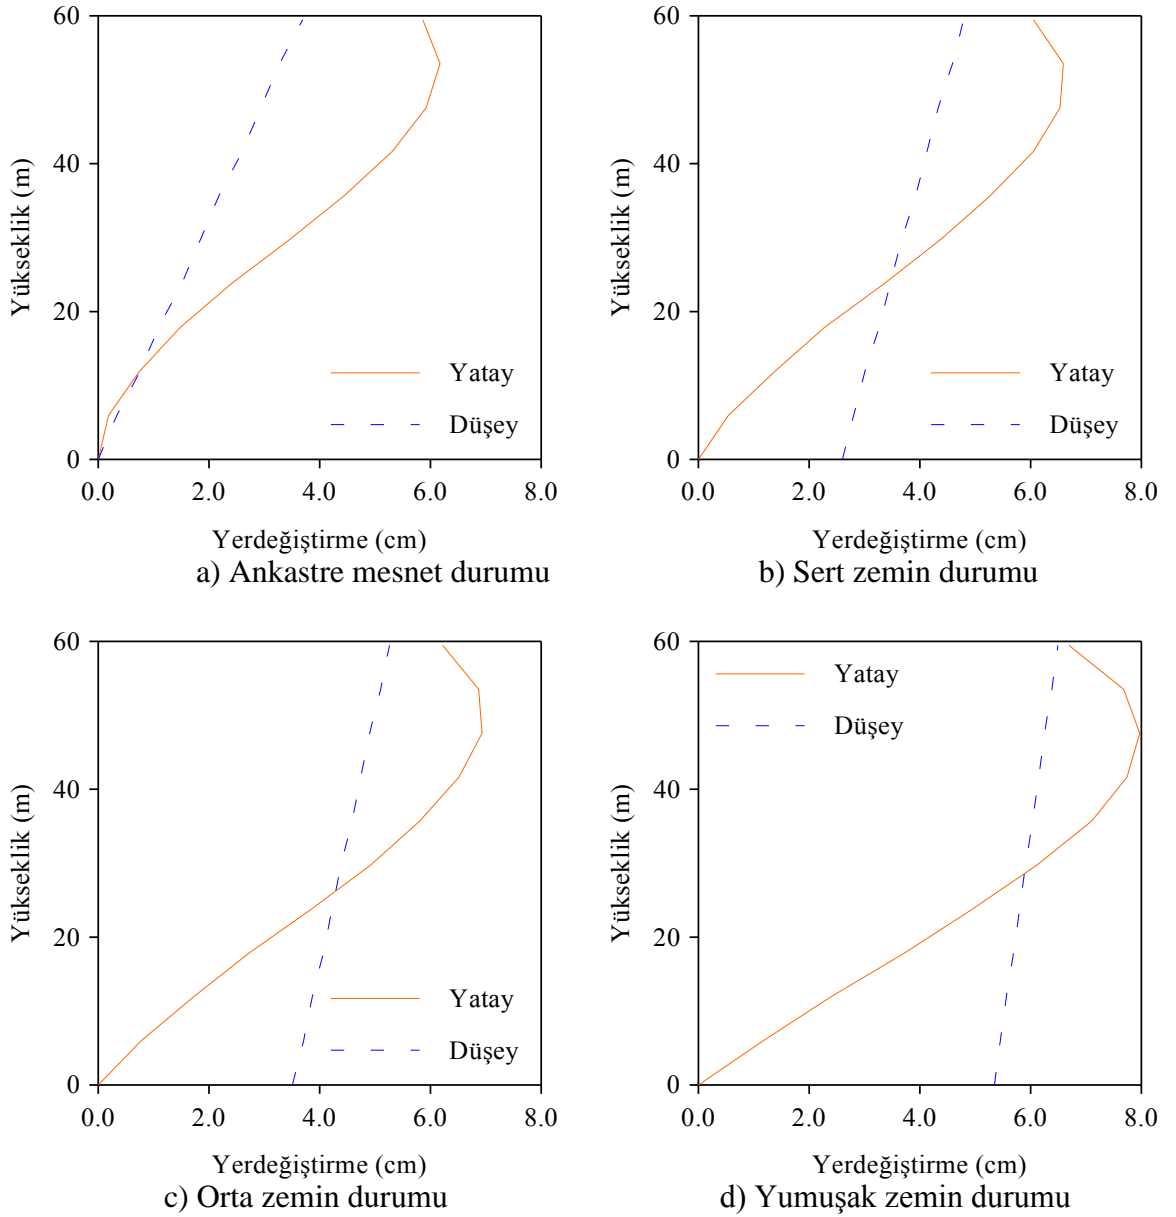 60
40
20
0
Yükseklik (m)
Yatay
Düşey
0.0 2.0 4.0 6.0 8.0
Yerdeğiştirme (cm)
a) Ankastre mesnet durumu
60
40
20
0
Yükseklik (m)
Yatay
Düşey
0.0 2.0 4.0 6.0 8.0
Yerdeğiştirme (cm)
b) Sert zemin durumu
60
40
20
0
Yükseklik (m)
Yatay
Düşey
0.0 2.0 4.0 6.0 8.0
Yerdeğiştirme (cm)
c) Orta zemin durumu
60
40
20
0
Yükseklik (m)
Yatay
Düşey
0.0 2.0 4.0 6.0 8.0
Yerdeğiştirme (cm)
d) Yumuşak zemin durumu